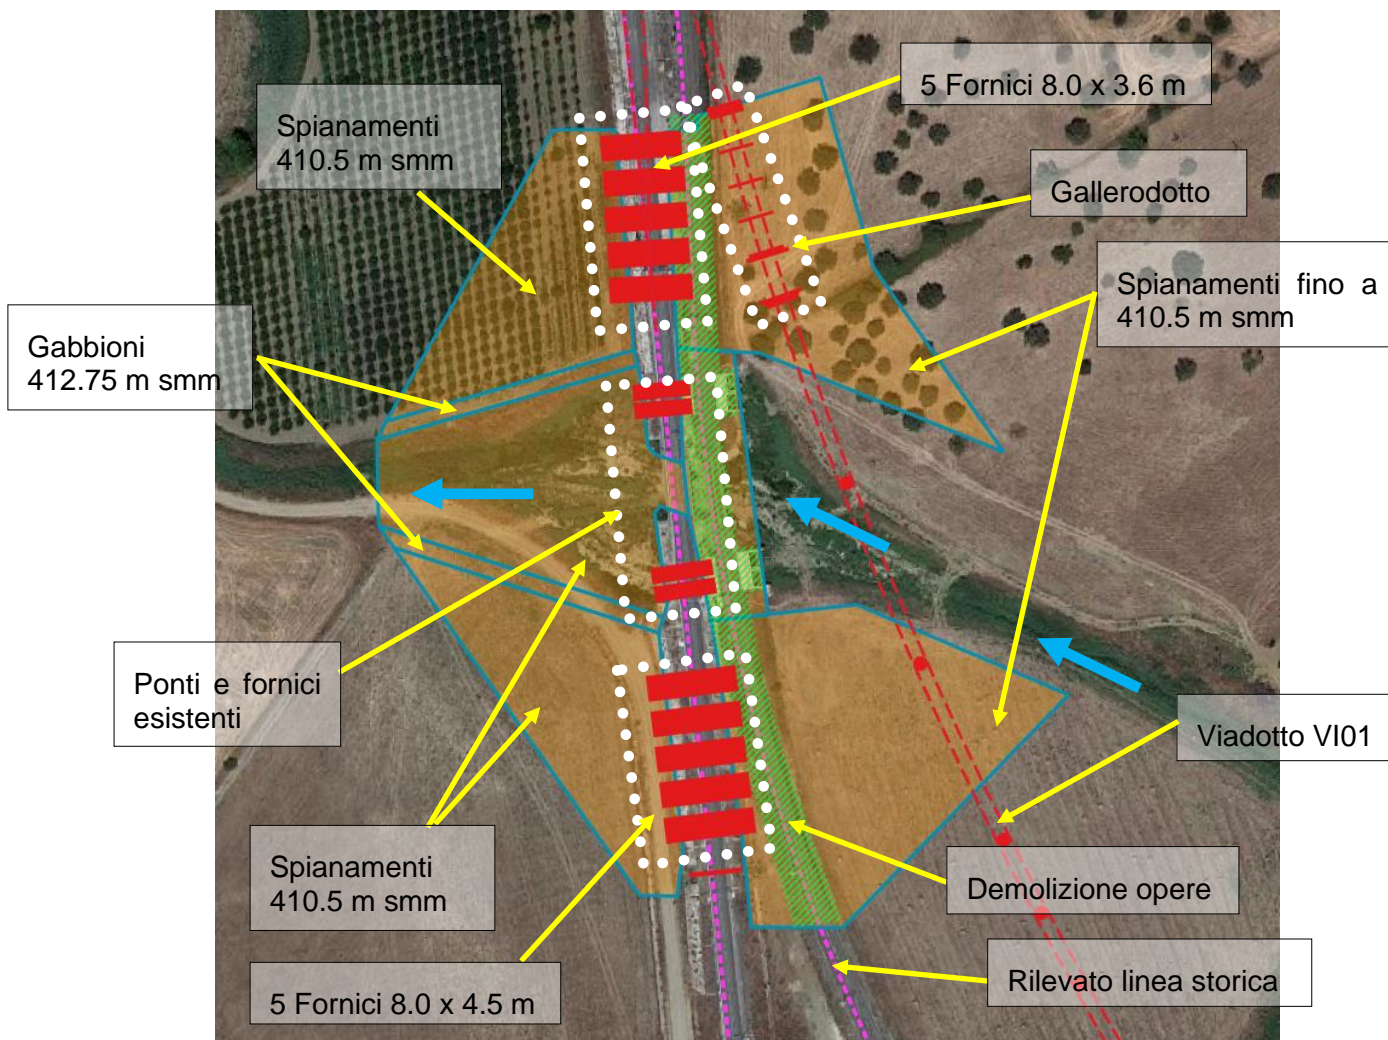 5 Fornici 8.0 x 3.6 m
Spianamenti
410.5 m smm
Gallerodotto
Spianamenti fino a
410.5 m smm
Gabbioni
412.75 m smm
Ponti e fornici
esistenti
Viadotto VI01
Spianamenti
410.5 m smm
Demolizione opere
Rilevato linea storica
5 Fornici 8.0 x 4.5 m